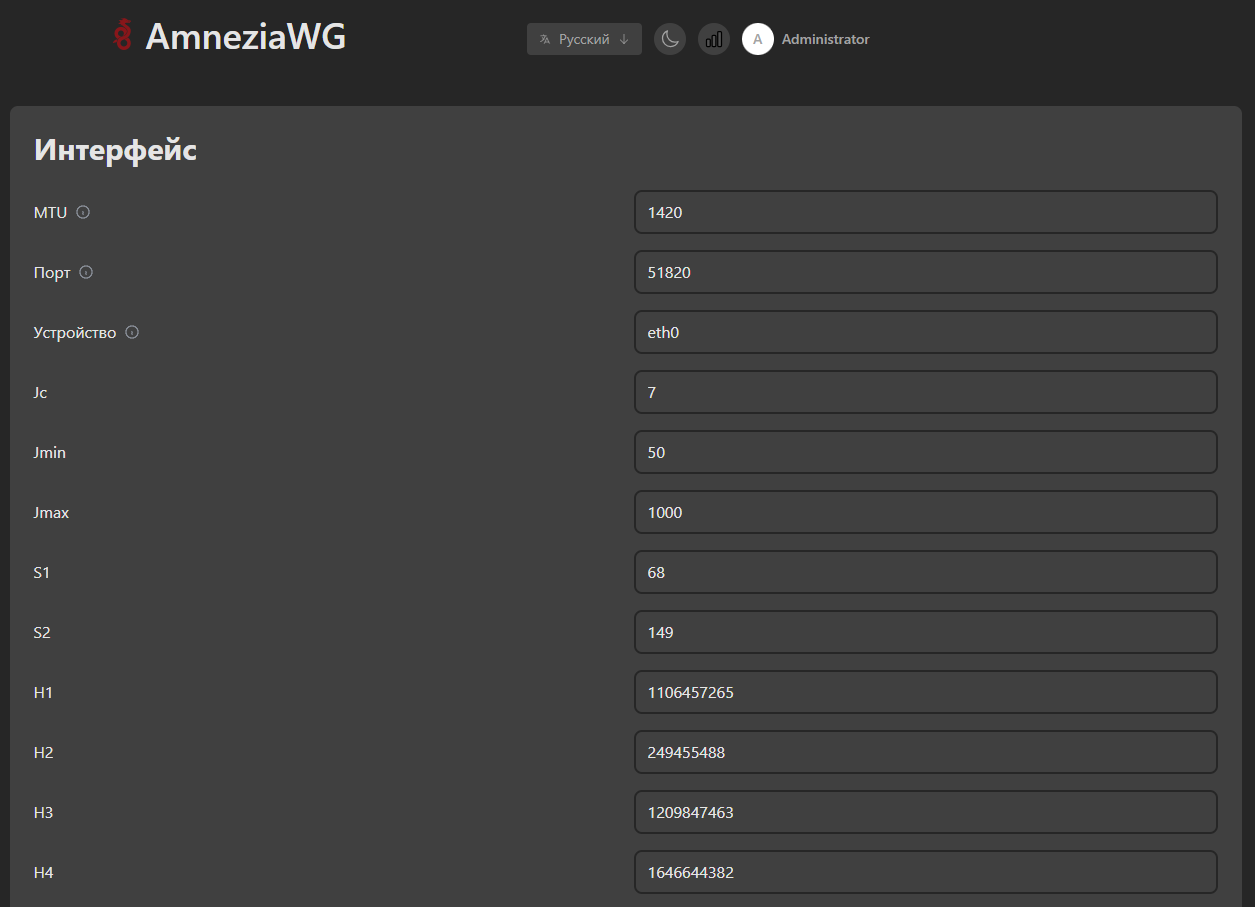 AmneziaWG
Русский
A
Administrator
Интерфейс
MTU 1420
Порт 51820
Устройство eth0
Jc 7
Jmin 50
Jmax 1000
S1 68
S2 149
H1 1106457265
H2 249455488
H3 1209847463
H4 1646644382